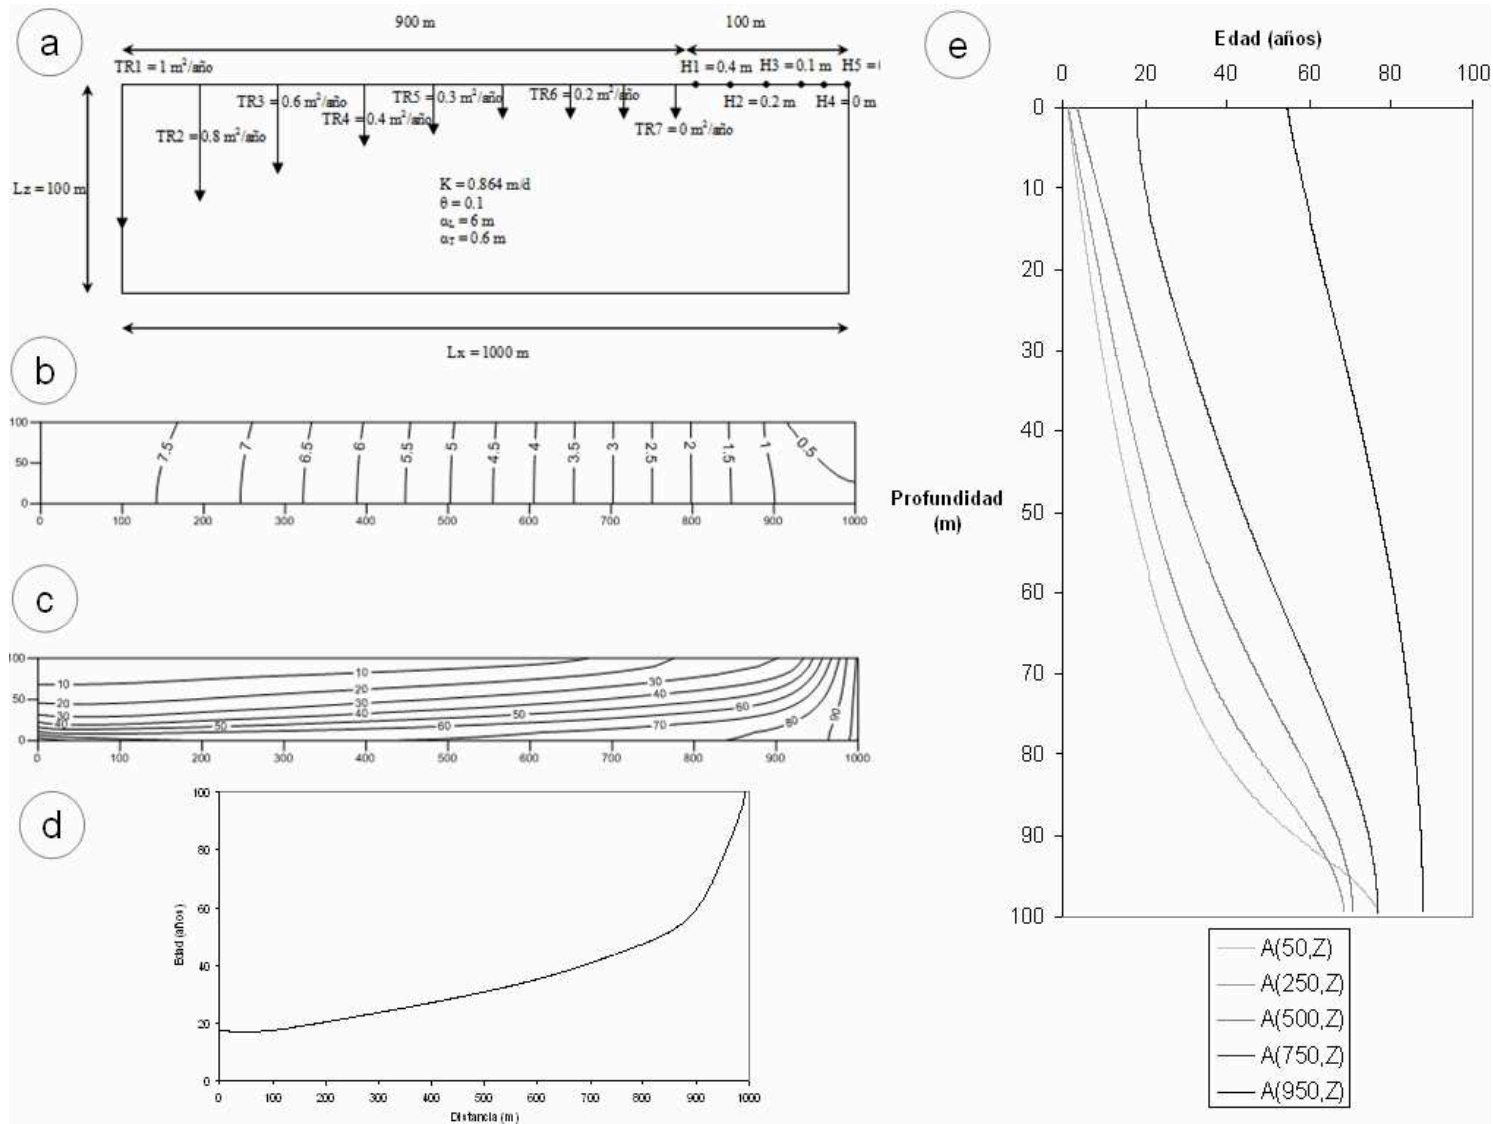 a
900 m
100 m
TR1 = 1 m²/año
H1 = 0.4 m
H3 = 0.1 m
H5 =
TR3 = 0.6 m²/año
TR5 = 0.3 m²/año
TR6 = 0.2 m²/año
H2 = 0.2 m
H4 = 0 m
TR2 = 0.8 m²/año
TR4 = 0.4 m²/año
TR7 = 0 m²/año
Lz = 100 m
K = 0.864 m/d
θ = 0.1
α_L = 6 m
α_T = 0.6 m
Lx = 1000 m
b
100
50
0
7.5 7 6.5 6 5.5 5 4.5 4 3.5 3 2.5 2 1.5 1 0.5
0 100 200 300 400 500 600 700 800 900 1000
c
00
50
0
10 10
20 20 30
30 30 40
40 40 50 60
50 60 70 80 90
0 100 200 300 400 500 600 700 800 900 1000
d
100
80
60
40
20
0
Edad (años)
0 100 200 300 400 500 600 700 800 900 1000
Distancia (m)
e
Edad (años)
0 20 40 60 80 100
0
10
20
30
40
50
60
70
80
90
100
Profundidad
(m)
A(50,Z)
A(250,Z)
A(500,Z)
A(750,Z)
A(950,Z)